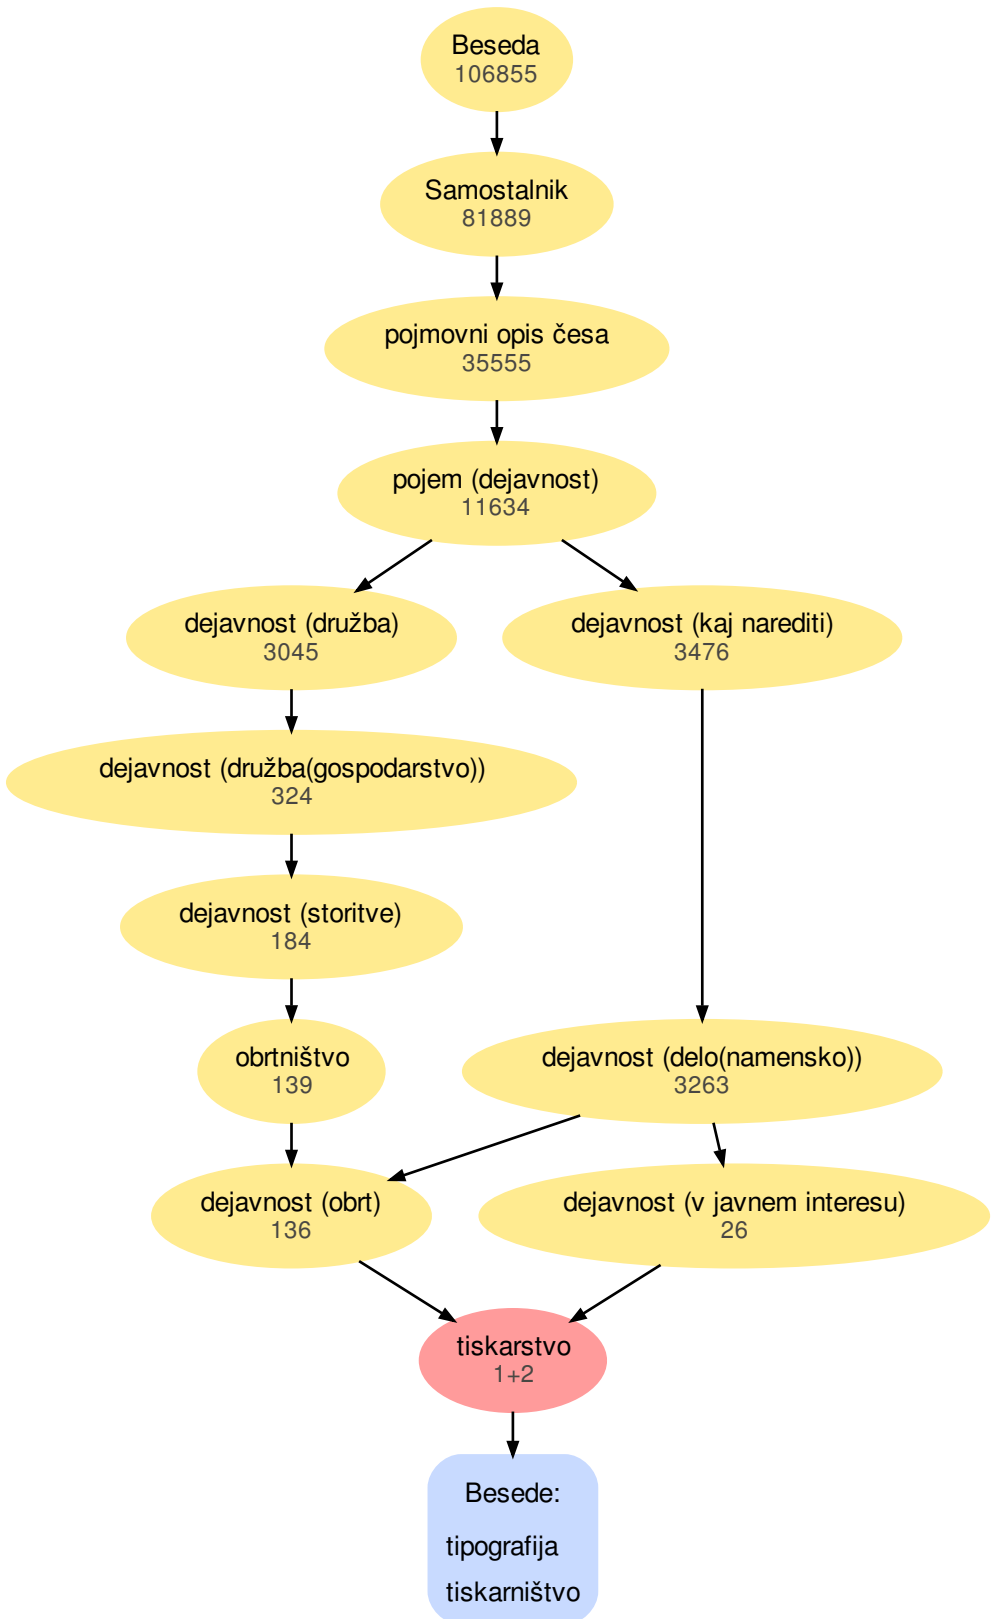 Beseda
106855
Samostalnik
81889
pojmovni opis česa
35555
pojem (dejavnost)
11634
dejavnost (družba)
3045
dejavnost (kaj narediti)
3476
dejavnost (družba(gospodarstvo))
324
dejavnost (storitve)
184
obrtništvo
139
dejavnost (delo(namensko))
3263
dejavnost (obrt)
136
dejavnost (v javnem interesu)
26
tiskarstvo
1+2
Besede:
tipografija
tiskarništvo